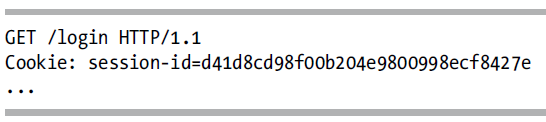 GET /login HTTP/1.1
Cookie: session-id=d41d8cd98f00b204e9800998ecf8427e
...